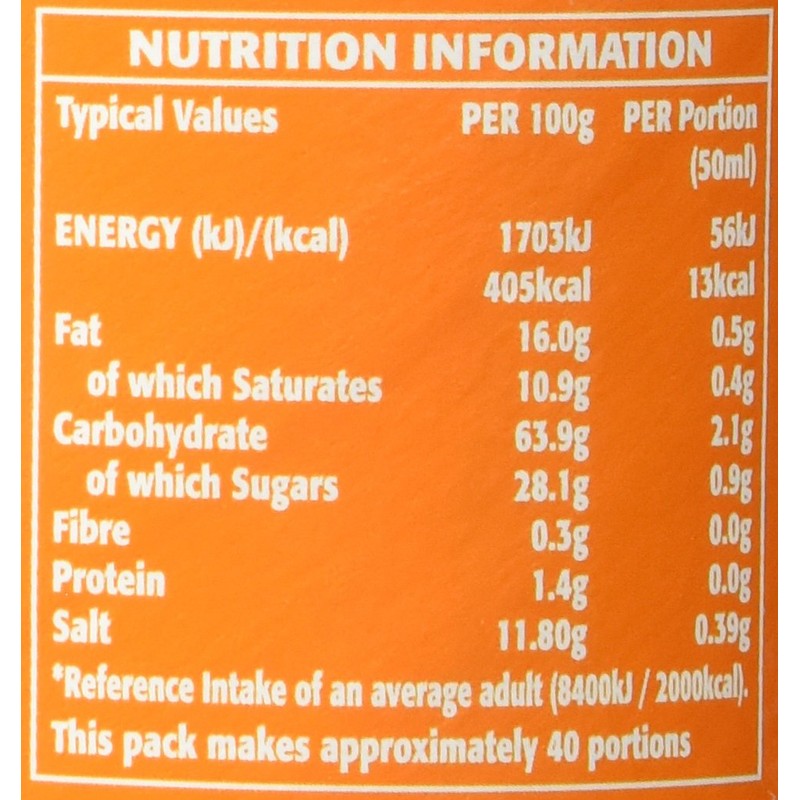 NUTRITION INFORMATION
Typical Values PER 100g PER Portion
(50ml)
ENERGY (kJ)/(kcal) 1703kJ 56kJ
405kcal 13kcal
Fat 16.0g 0.5g
of which Saturates 10.9g 0.4g
Carbohydrate 63.9g 2.1g
of which Sugars 28.1g 0.9g
Fibre 0.3g 0.0g
Protein 1.4g 0.0g
Salt 11.80g 0.39g
*Reference Intake of an average adult (8400kJ / 2000kcal).
This pack makes approximately 40 portions